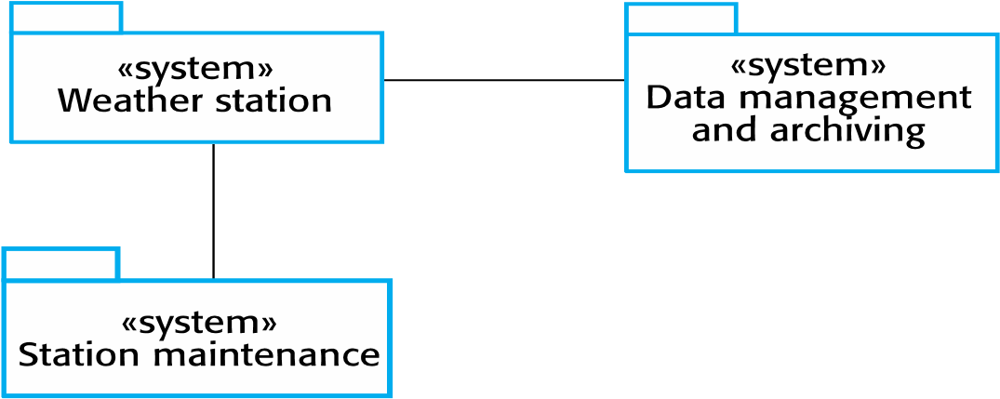 «system»
Weather station
«system»
Data management
and archiving
«system»
Station maintenance